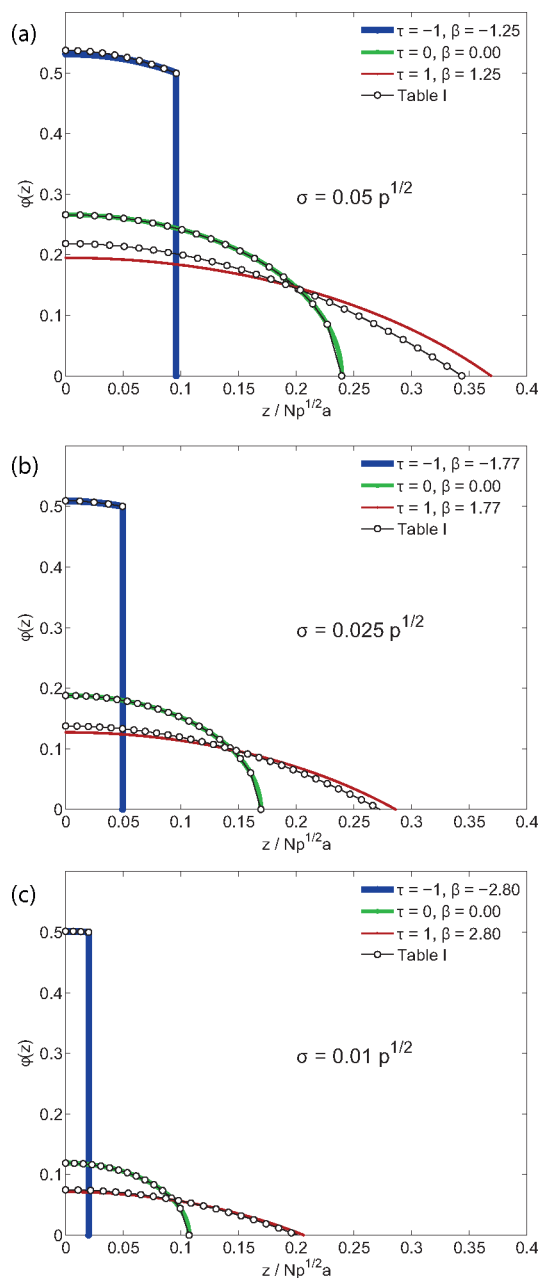 (a)
τ = −1, β = −1.25
τ = 0, β = 0.00
τ = 1, β = 1.25
Table I
0.5
0.4
0.3
0.2
0.1
0
φ(z)
σ = 0.05 p^1/2
0 0.05 0.1 0.15 0.2 0.25 0.3 0.35 0.4
z / Np^1/2a
(b)
τ = −1, β = −1.77
τ = 0, β = 0.00
τ = 1, β = 1.77
Table I
0.5
0.4
0.3
0.2
0.1
0
φ(z)
σ = 0.025 p^1/2
0 0.05 0.1 0.15 0.2 0.25 0.3 0.35 0.4
z / Np^1/2a
(c)
τ = −1, β = −2.80
τ = 0, β = 0.00
τ = 1, β = 2.80
Table I
0.5
0.4
0.3
0.2
0.1
0
φ(z)
σ = 0.01 p^1/2
0 0.05 0.1 0.15 0.2 0.25 0.3 0.35 0.4
z / Np^1/2a